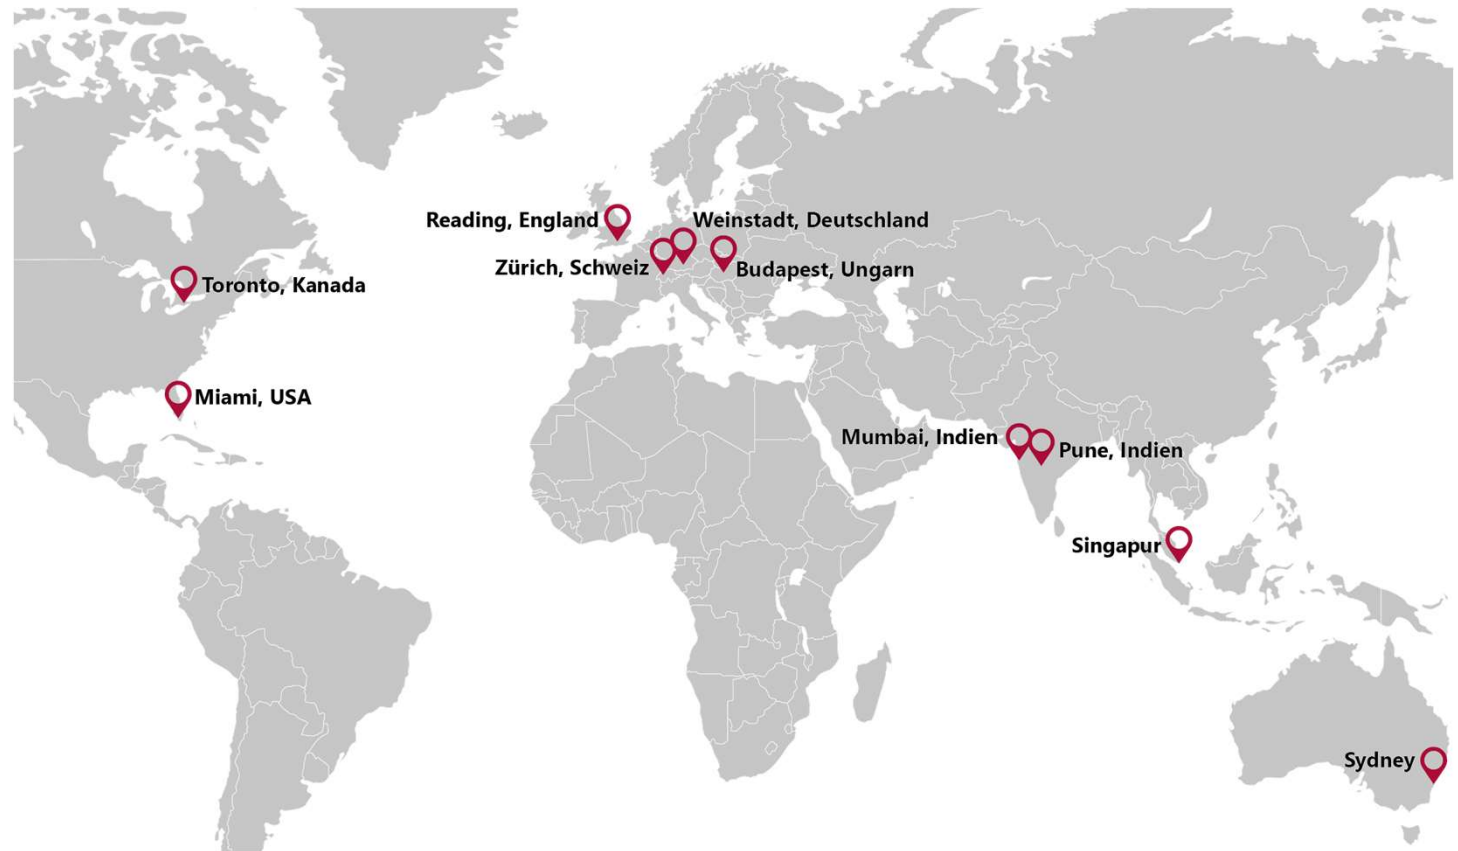 Reading, England
Weinstadt, Deutschland
Zürich, Schweiz
Budapest, Ungarn
Toronto, Kanada
Miami, USA
Mumbai, Indien
Pune, Indien
Singapur
Sydney